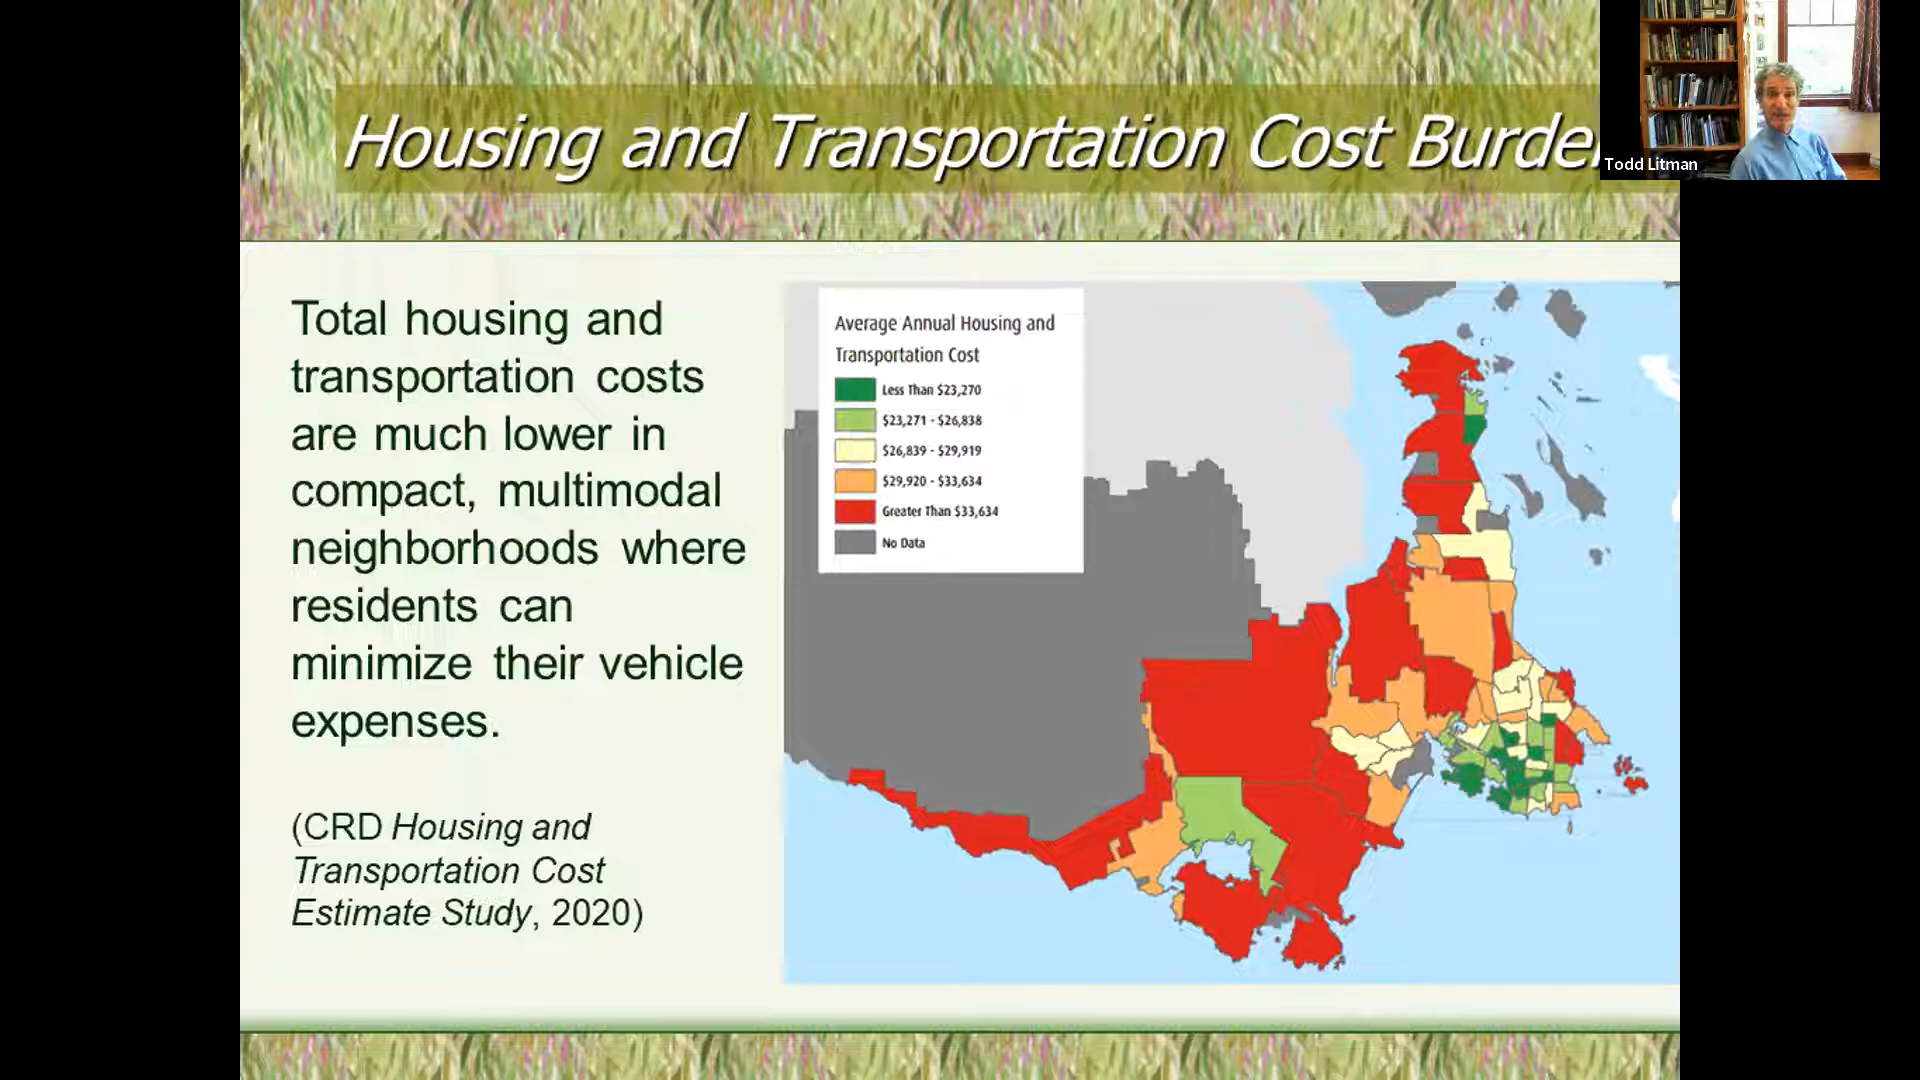 Housing and Transportation Cost Burde
Todd Litman
Total housing and
transportation costs
are much lower in
compact, multimodal
neighborhoods where
residents can
minimize their vehicle
expenses.
(CRD Housing and
Transportation Cost
Estimate Study, 2020)
Average Annual Housing and
Transportation Cost
Less Than $23,270
$23,271 - $26,838
$26,839 - $29,919
$29,920 - $33,634
Greater Than $33,634
No Data